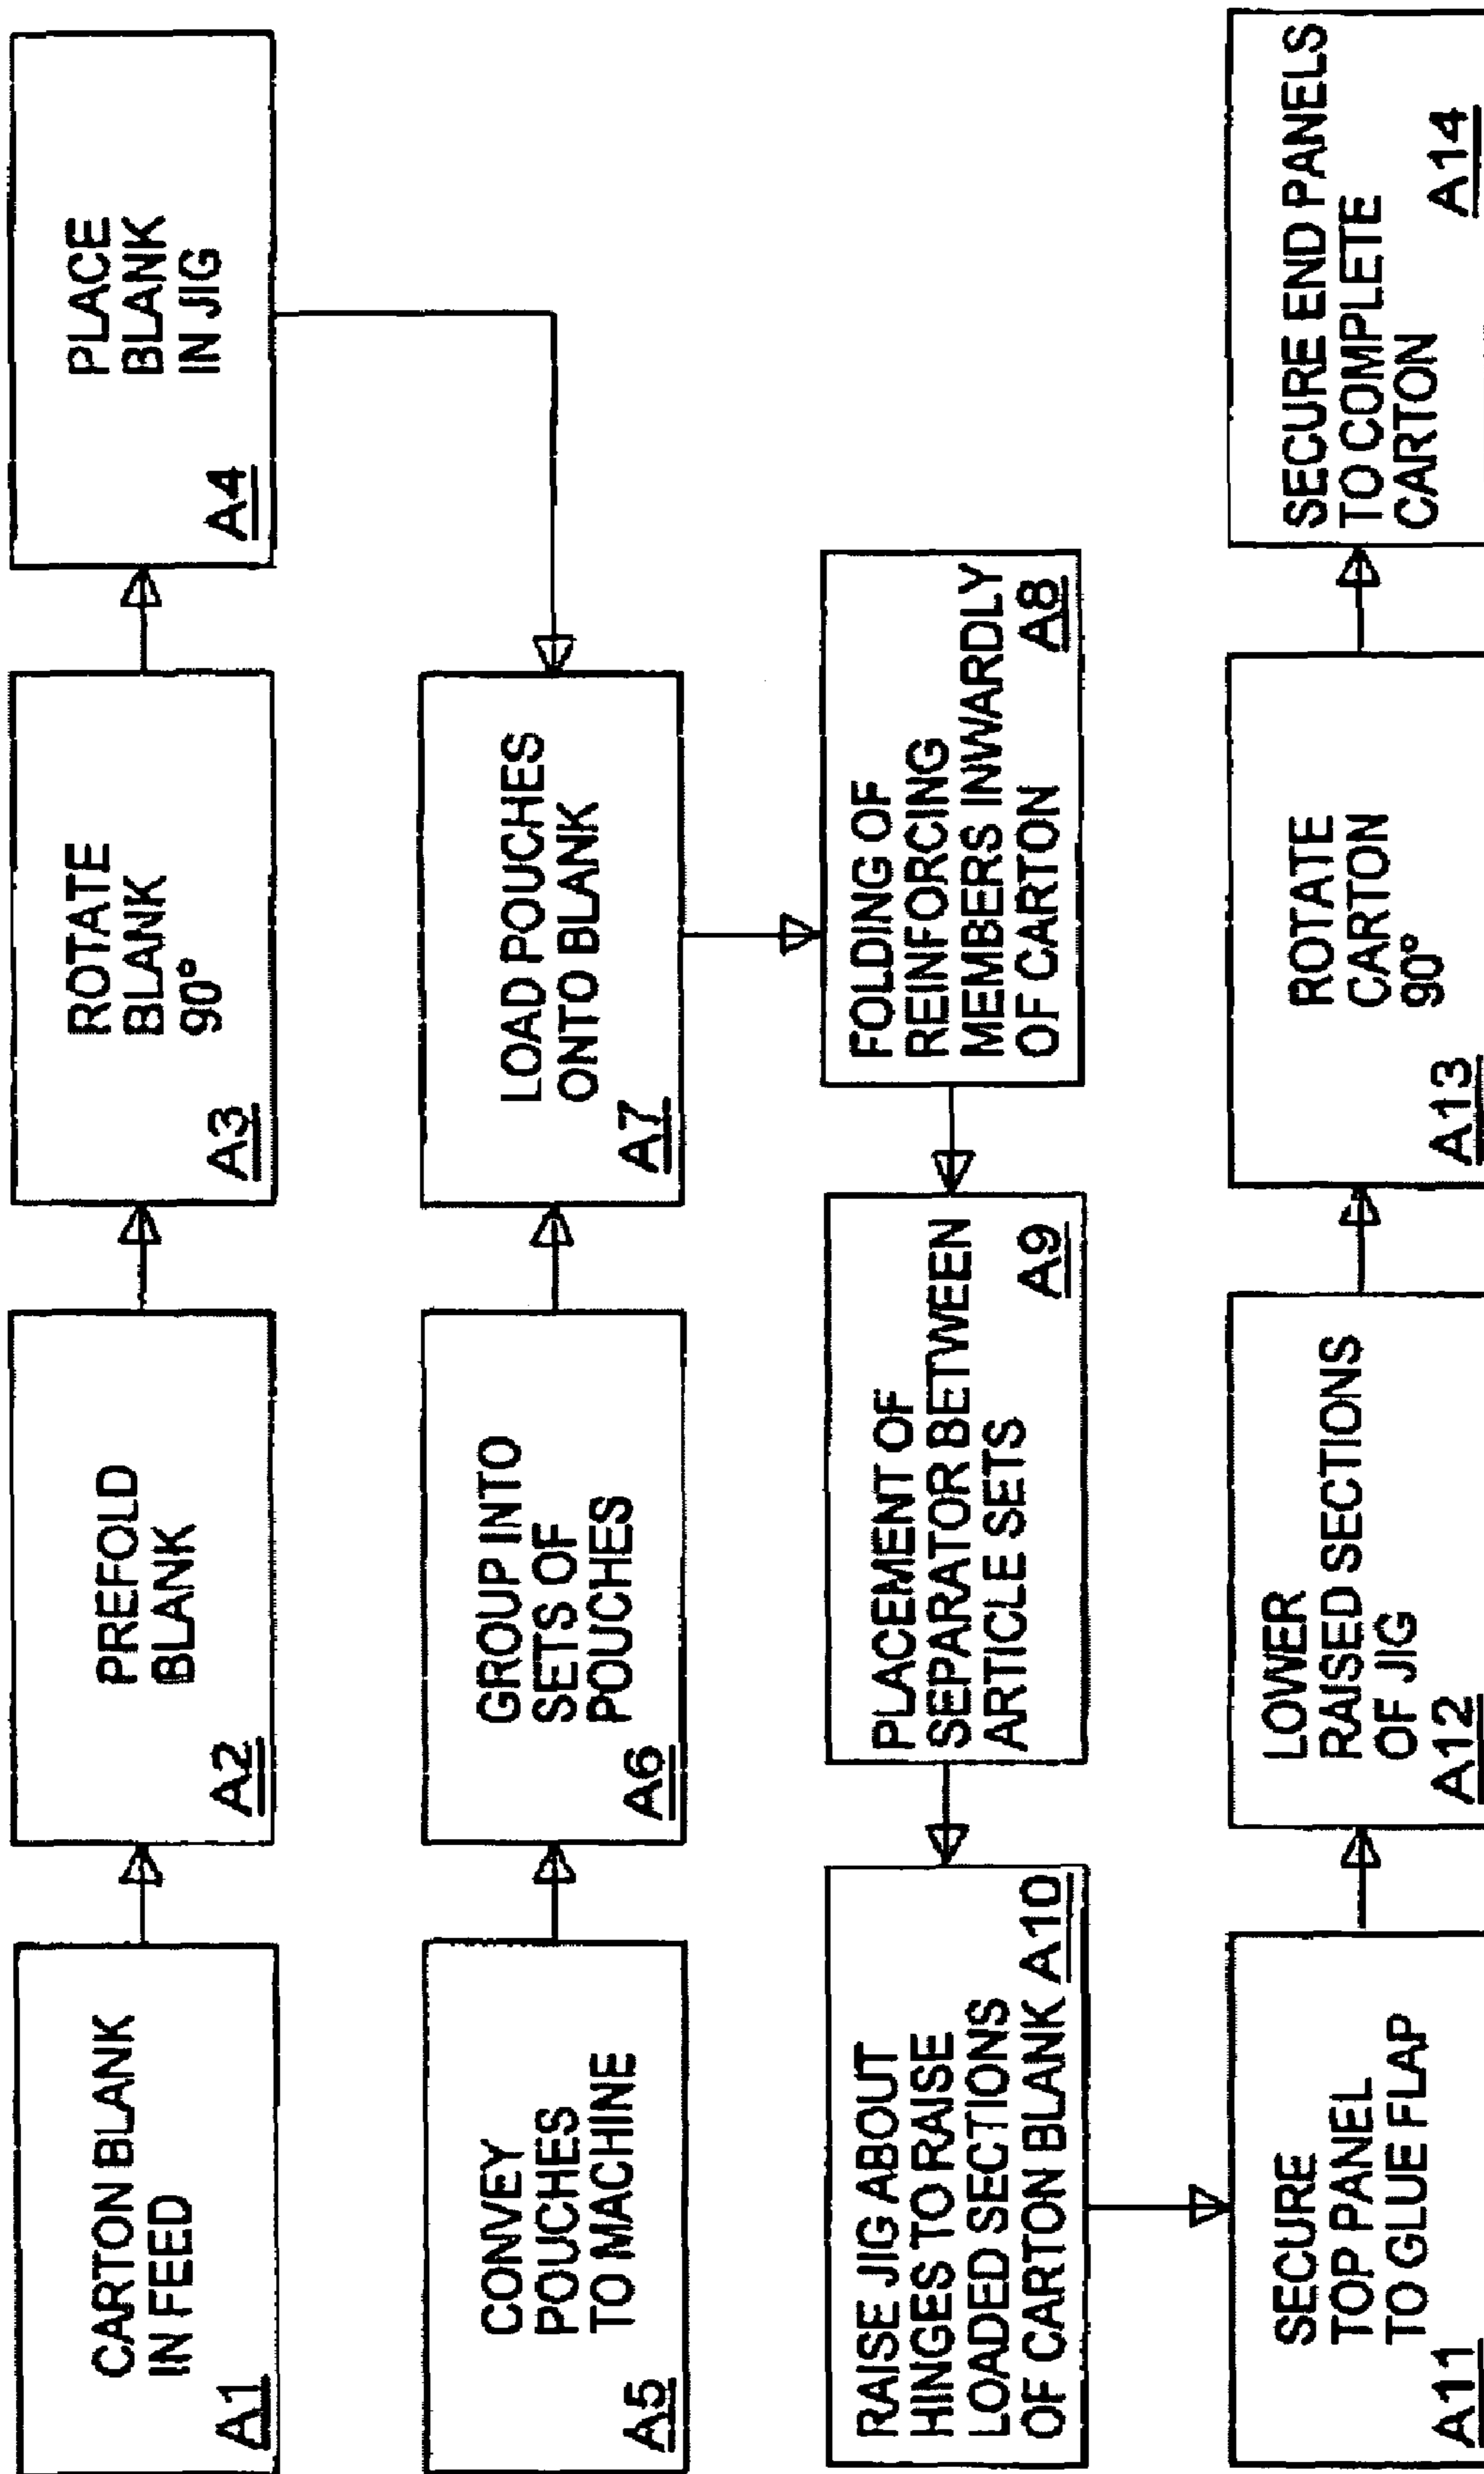 CARTON BLANK
IN FEED
A1
PREFOLD
BLANK
A2
ROTATE
BLANK
90°
A3
PLACE
BLANK
IN JIG
A4
CONVEY
POUCHES
TO MACHINE
A5
GROUP INTO
SETS OF
POUCHES
A6
LOAD POUCHES
ONTO BLANK
A7
FOLDING OF
REINFORCING
MEMBERS INWARDLY
OF CARTON
A8
PLACEMENT OF
SEPARATOR BETWEEN
ARTICLE SETS
A9
RAISE JIG ABOUT
HINGES TO RAISE
LOADED SECTIONS
OF CARTON BLANK
A10
SECURE
TOP PANEL
TO GLUE FLAP
A11
LOWER
RAISED SECTIONS
OF JIG
A12
ROTATE
CARTON
90°
A13
SECURE END PANELS
TO COMPLETE
CARTON
A14